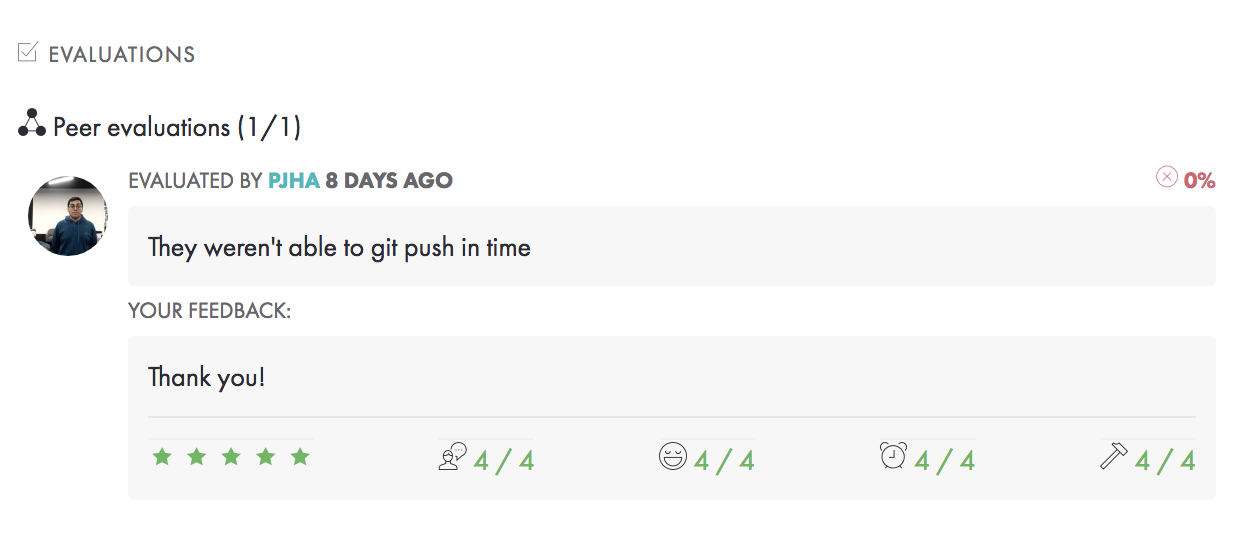 EVALUATIONS
Peer evaluations (1/1)
EVALUATED BY PJHA 8 DAYS AGO 0%
They weren't able to git push in time
YOUR FEEDBACK:
Thank you!
4 / 4 4 / 4 4 / 4 4 / 4